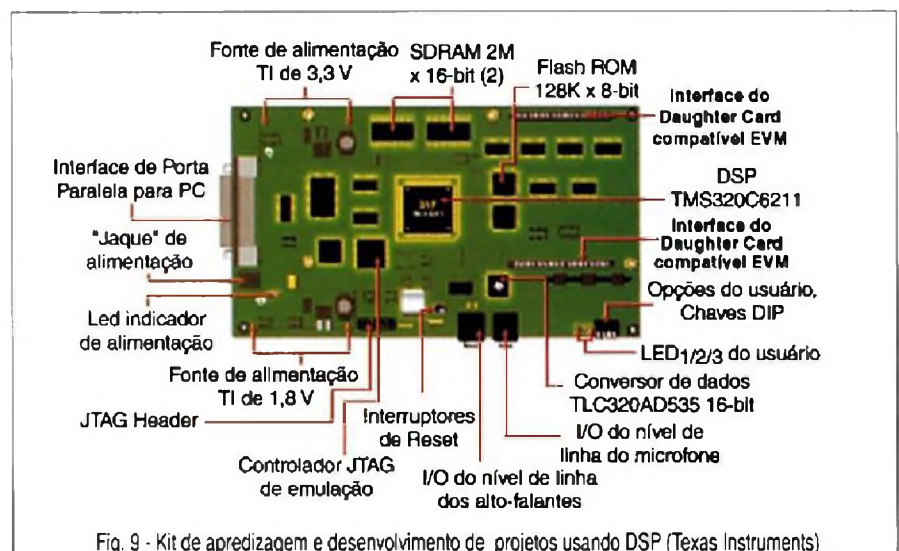 Fonte de alimentação
TI de 3,3 V
SDRAM 2M
x 16-bit (2)
Flash ROM
128K x 8-bit
Interface do
Daughter Card
compatível EVM
Interface de Porta
Paralela para PC
DSP
TMS320C6211
Interface do
Daughter Card
compatível EVM
"Jaque" de
alimentação
Opções do usuário,
Chaves DIP
Led indicador
de alimentação
LED1/2/3 do usuário
Fonte de alimentação
TI de 1,8 V
Conversor de dados
TLC320AD535 16-bit
JTAG Header
Interruptores
de Reset
I/O do nível de
linha do microfone
Controlador JTAG
de emulação
I/O do nível de linha
dos alto-falantes
Fig. 9 - Kit de apredizagem e desenvolvimento de projetos usando DSP (Texas Instruments)